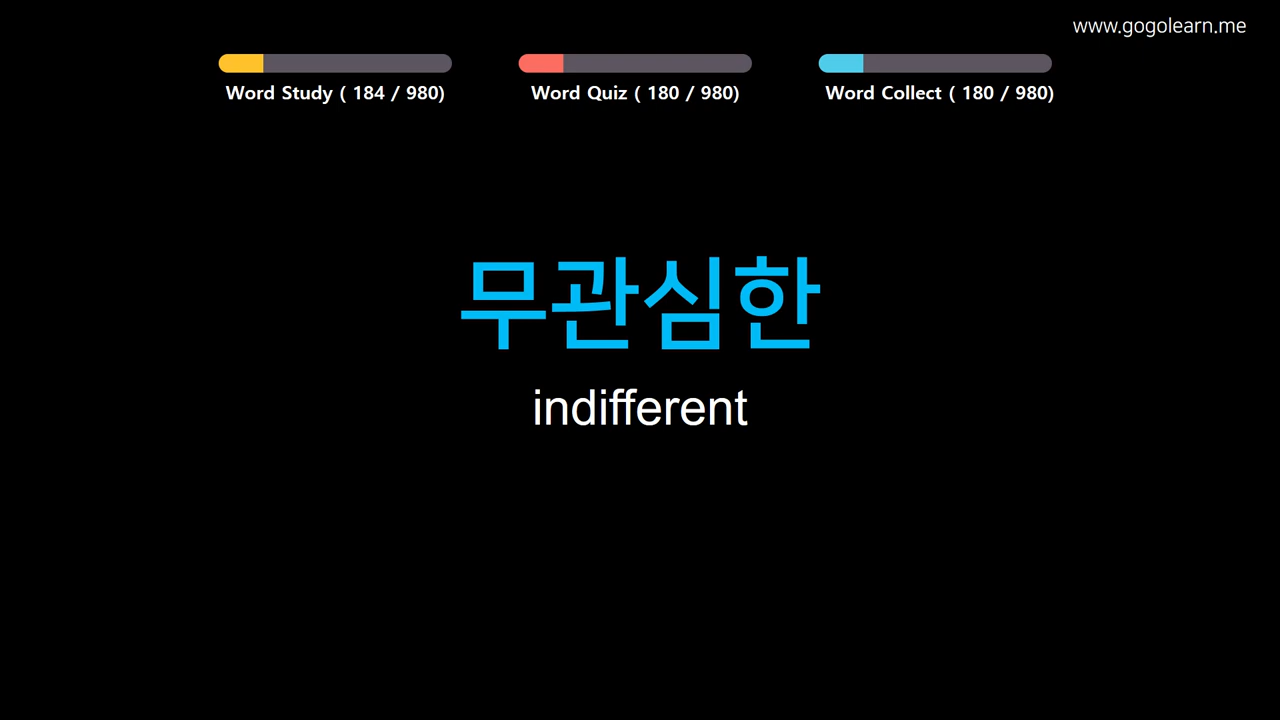 www.gogolearn.me
Word Study ( 184 / 980)
Word Quiz ( 180 / 980)
Word Collect ( 180 / 980)
무관심한
indifferent